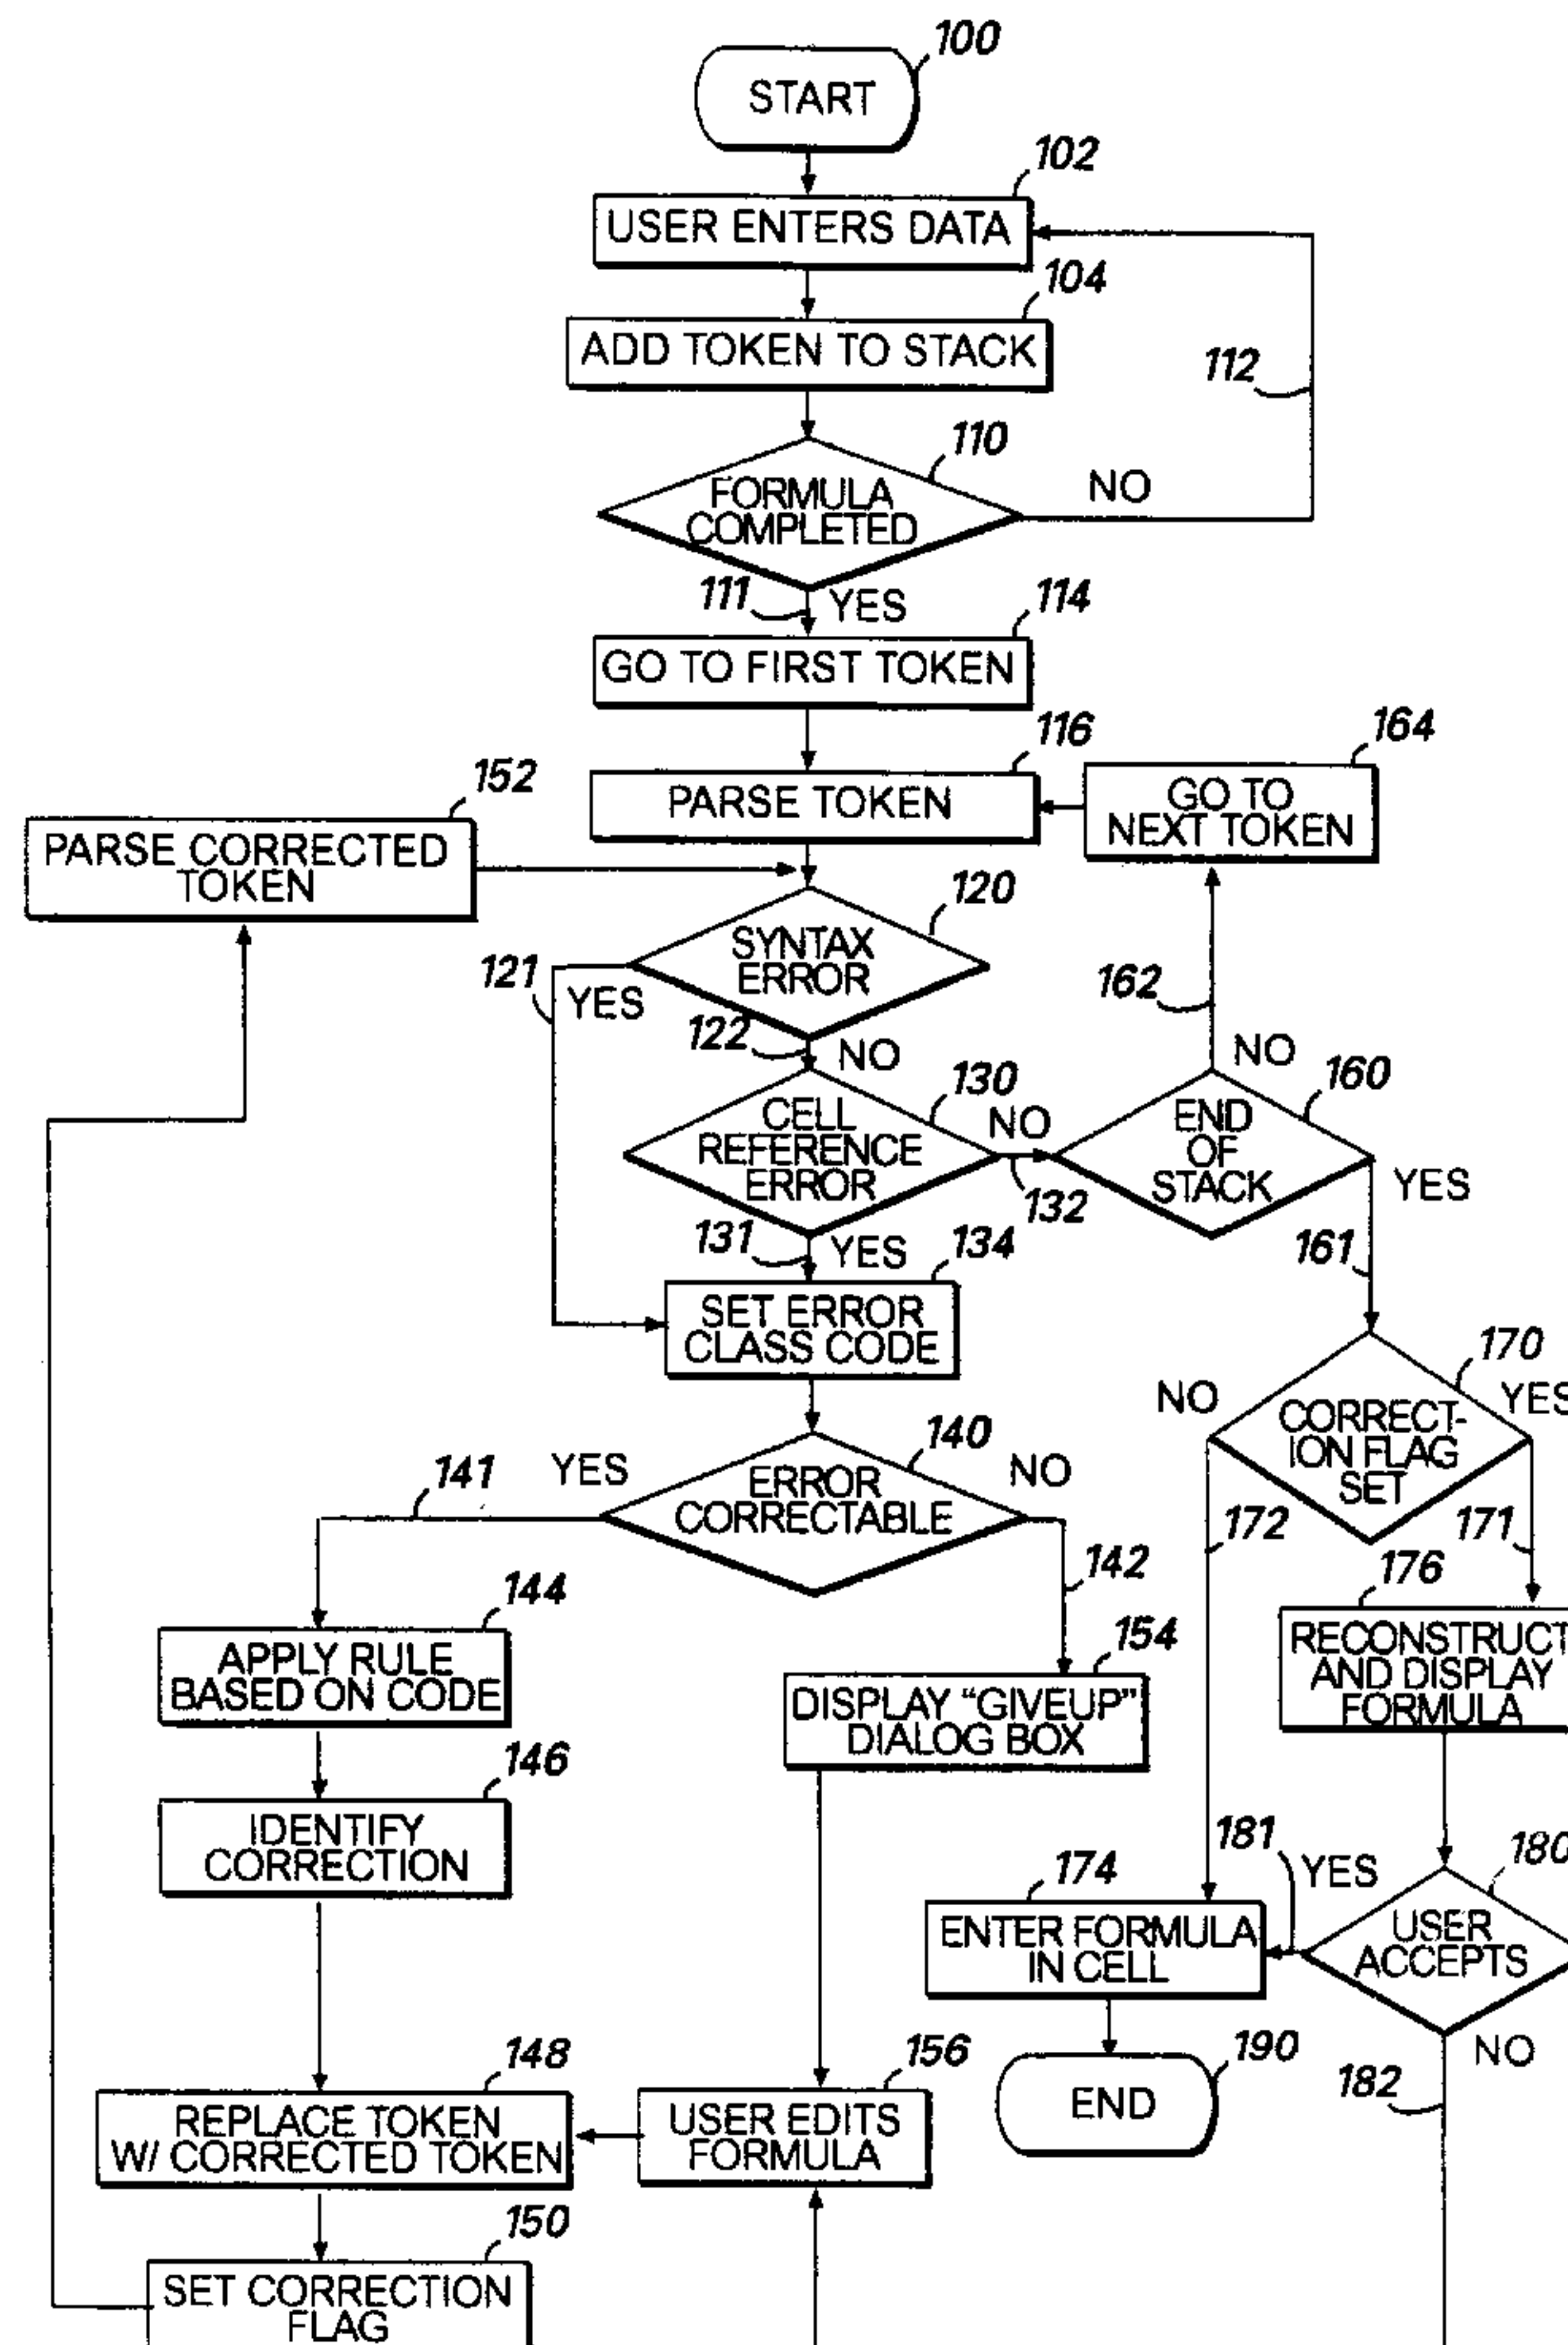 100
START
102
USER ENTERS DATA
104
ADD TOKEN TO STACK
112
110
FORMULA
COMPLETED
NO
111
YES
114
GO TO FIRST TOKEN
116
PARSE TOKEN
164
GO TO
NEXT TOKEN
152
PARSE CORRECTED
TOKEN
120
SYNTAX
ERROR
121
YES
122
NO
162
NO
160
END
OF
STACK
130
CELL
REFERENCE
ERROR
NO
132
YES
161
131
YES
134
SET ERROR
CLASS CODE
170
NO
YES
CORRECT-
ION FLAG
SET
172
171
140
ERROR
CORRECTABLE
141
YES
NO
142
144
APPLY RULE
BASED ON CODE
154
DISPLAY "GIVEUP"
DIALOG BOX
176
RECONSTRUCT
AND DISPLAY
FORMULA
146
IDENTIFY
CORRECTION
174
ENTER FORMULA
IN CELL
181
YES
180
USER
ACCEPTS
NO
182
190
END
148
REPLACE TOKEN
W/ CORRECTED TOKEN
156
USER EDITS
FORMULA
150
SET CORRECTION
FLAG